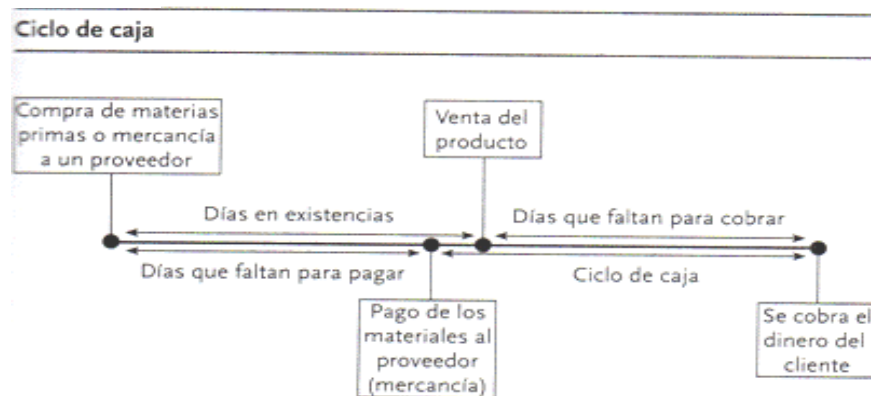 Ciclo de caja
Compra de materias
primas o mercancía
a un proveedor
Venta del
producto
Días en existencias
Días que faltan para cobrar
Días que faltan para pagar
Ciclo de caja
Pago de los
materiales al
proveedor
(mercancía)
Se cobra el
dinero del
cliente